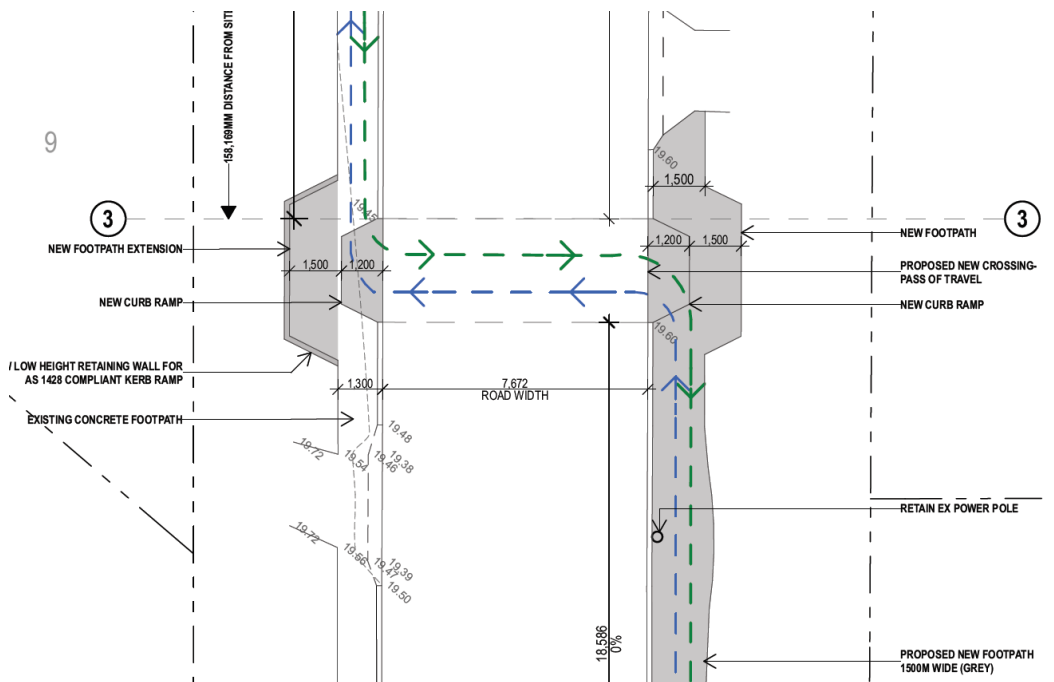 158,169MM DISTANCE FROM SIT
9
19.60
1,500
19.45
3
3
NEW FOOTPATH EXTENSION
NEW FOOTPATH
1,500
1,200
1,200
1,500
PROPOSED NEW CROSSING-
PASS OF TRAVEL
NEW CURB RAMP
NEW CURB RAMP
19.60
LOW HEIGHT RETAINING WALL FOR
AS 1428 COMPLIANT KERB RAMP
1,300
7.672
ROAD WIDTH
EXISTING CONCRETE FOOTPATH
19.48
19.72
19.54
19.46
19.38
RETAIN EX POWER POLE
19.72
19.66
19.47
19.39
19.50
18.586
0%
PROPOSED NEW FOOTPATH
1500M WIDE (GREY)